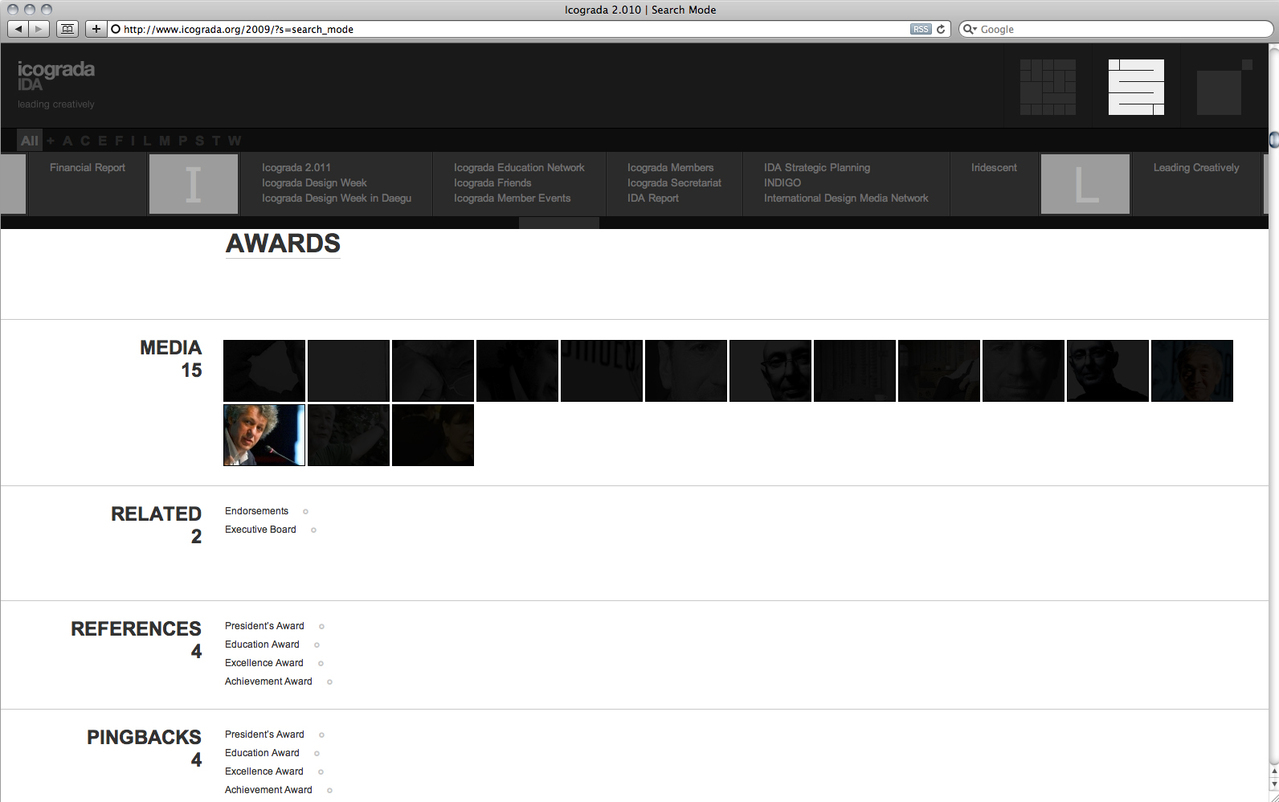 Icograda 2.010 | Search Mode
http://www.icograda.org/2009/?s=search_mode
RSS
Google
icograda
IDA
leading creatively
All + A C E F I L M P S T W
Financial Report
I
Icograda 2.011
Icograda Design Week
Icograda Design Week in Daegu
Icograda Education Network
Icograda Friends
Icograda Member Events
Icograda Members
Icograda Secretariat
IDA Report
IDA Strategic Planning
INDIGO
International Design Media Network
Iridescent
L
Leading Creatively
AWARDS
MEDIA
15
RELATED
2
Endorsements
Executive Board
REFERENCES
4
President's Award
Education Award
Excellence Award
Achievement Award
PINGBACKS
4
President's Award
Education Award
Excellence Award
Achievement Award